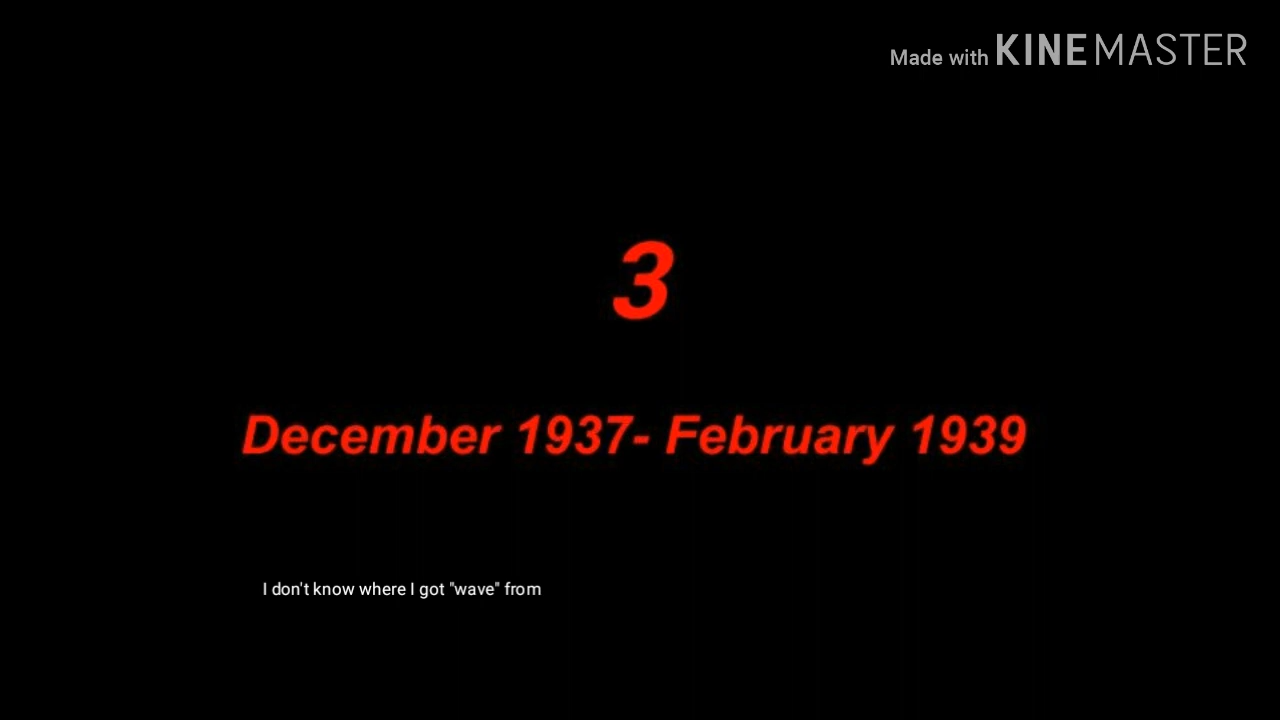 Made with KINEMASTER
3
December 1937- February 1939
I don't know where I got "wave" from